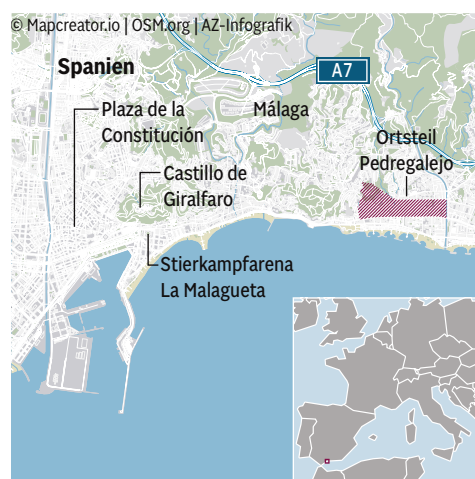 © Mapcreator.io | OSM.org | AZ-Infografik
Spanien
A7
Plaza de la
Constitución
Málaga
Ortsteil
Pedregalejo
Castillo de
Giralfaro
Stierkampfarena
La Malagueta